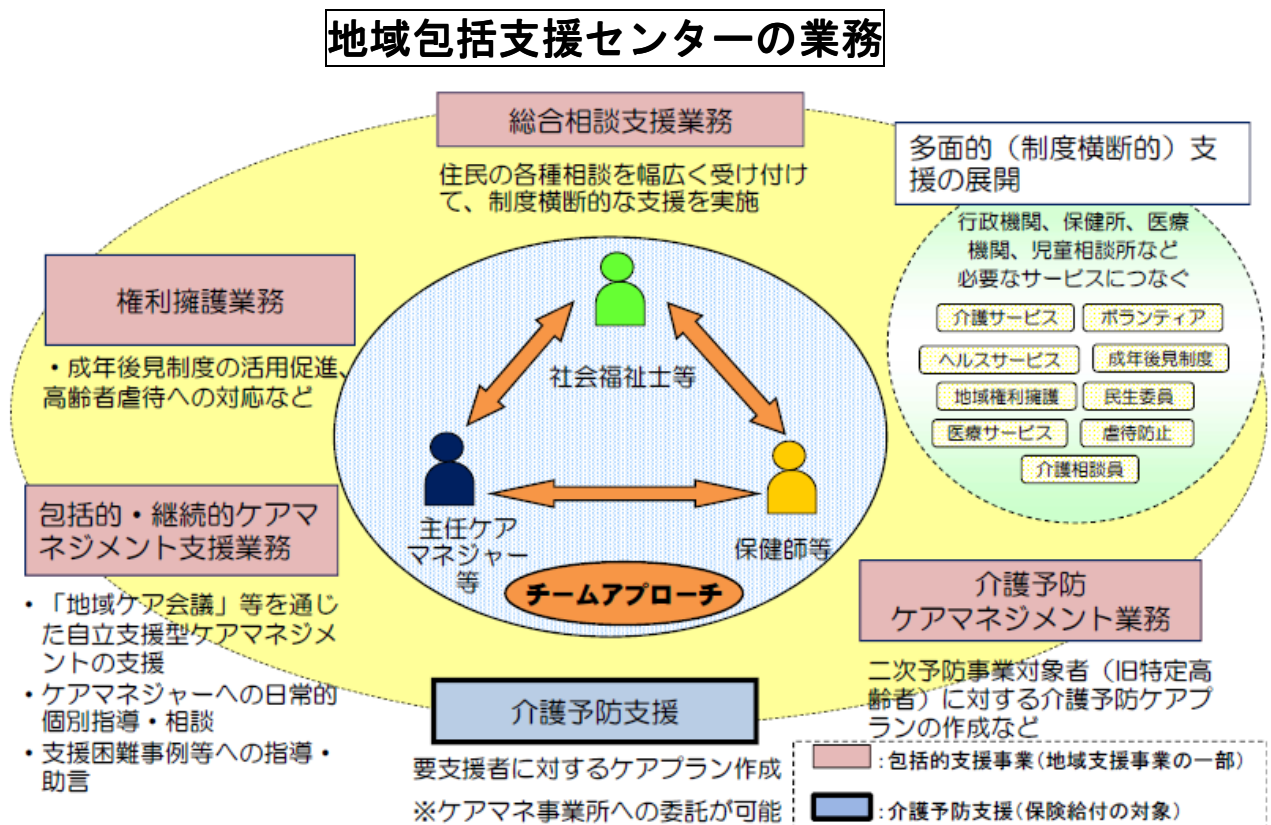 地域包括支援センターの業務
総合相談支援業務
住民の各種相談を幅広く受け付け
て、制度横断的な支援を実施
多面的（制度横断的）支
援の展開
行政機関、保健所、医療
機関、児童相談所など
必要なサービスにつなぐ
介護サービス
ボランティア
ヘルスサービス
成年後見制度
地域権利擁護
民生委員
医療サービス
虐待防止
介護相談員
権利擁護業務
・成年後見制度の活用促進、
高齢者虐待への対応など
社会福祉士等
主任ケア
マネジャー
等
保健師等
チームアプローチ
包括的・継続的ケアマ
ネジメント支援業務
・「地域ケア会議」等を通じ
た自立支援型ケアマネジメ
ントの支援
・ケアマネジャーへの日常的
個別指導・相談
・支援困難事例等への指導・
助言
介護予防
ケアマネジメント業務
二次予防事業対象者（旧特定高
齢者）に対する介護予防ケアプ
ランの作成など
介護予防支援
要支援者に対するケアプラン作成
※ケアマネ事業所への委託が可能
：包括的支援事業（地域支援事業の一部）
：介護予防支援（保険給付の対象）